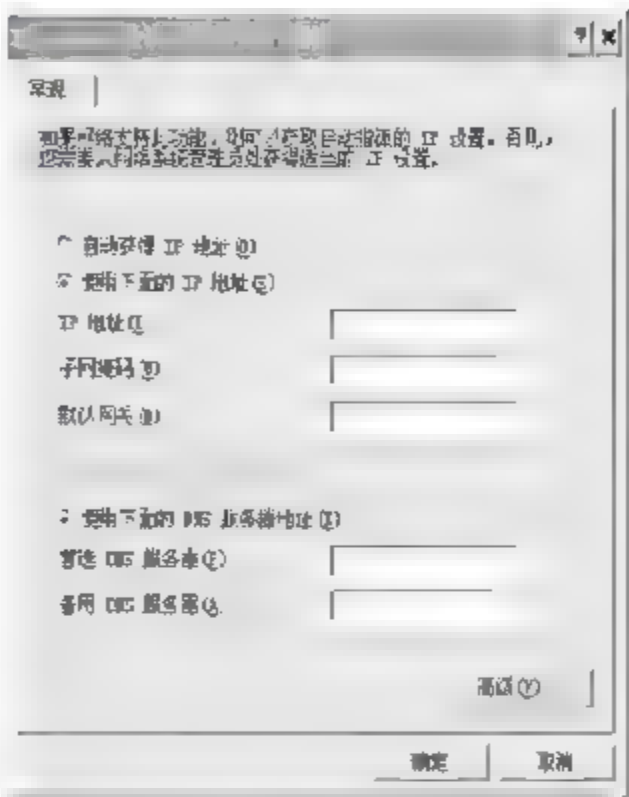 常规
如果网络支持此功能，则可以获取自动指派的 IP 设置。否则，
您需要从网络系统管理员处获得适当的 IP 设置。
自动获得 IP 地址(O)
使用下面的 IP 地址(S)
IP 地址(I
子网掩码(U)
默认网关(D)
使用下面的 DNS 服务器地址(E)
首选 DNS 服务器(P)
备用 DNS 服务器(A
高级(V)
确定
取消